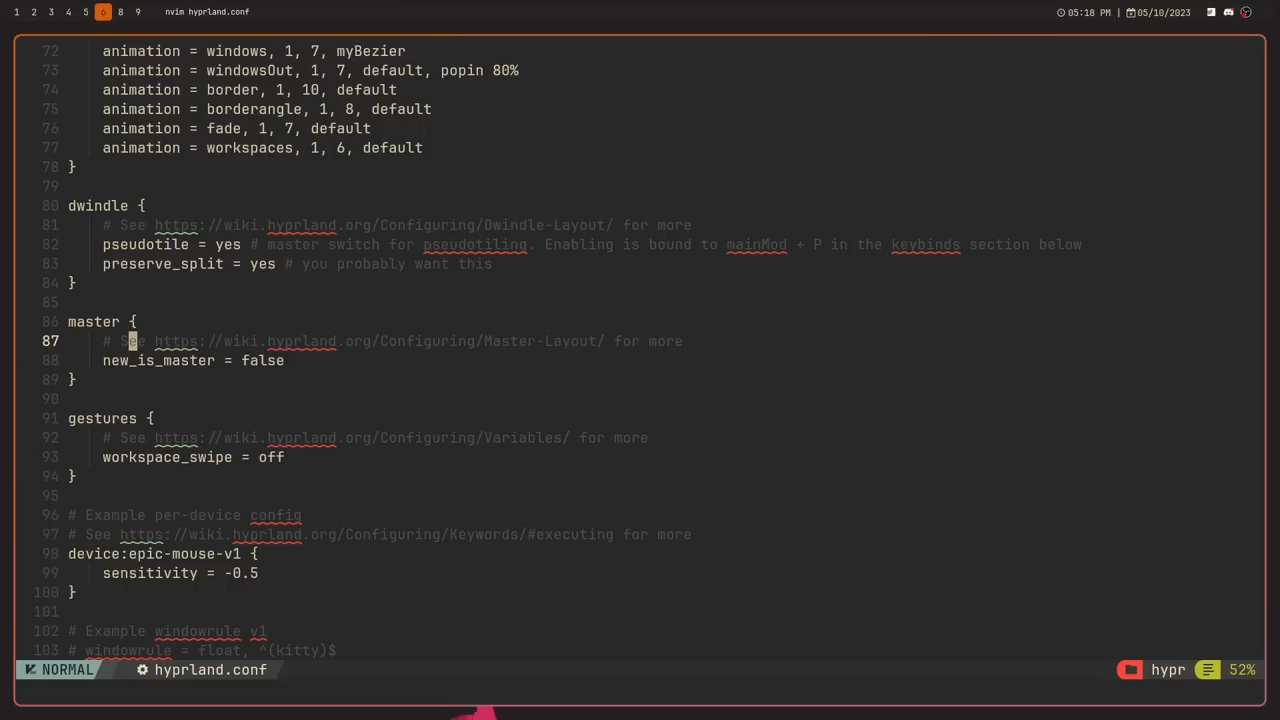 1 2 3 4 5 6 8 9 nvim hyprland.conf 05:18 PM | 05/10/2023
72 animation = windows, 1, 7, myBezier
73 animation = windowsOut, 1, 7, default, popin 80%
74 animation = border, 1, 10, default
75 animation = borderangle, 1, 8, default
76 animation = fade, 1, 7, default
77 animation = workspaces, 1, 6, default
78 }
79
80 dwindle {
81 # See https://wiki.hyprland.org/Configuring/Dwindle-Layout/ for more
82 pseudotile = yes # master switch for pseudotiling. Enabling is bound to mainMod + P in the keybinds section below
83 preserve_split = yes # you probably want this
84 }
85
86 master {
87 # See https://wiki.hyprland.org/Configuring/Master-Layout/ for more
88 new_is_master = false
89 }
90
91 gestures {
92 # See https://wiki.hyprland.org/Configuring/Variables/ for more
93 workspace_swipe = off
94 }
95
96 # Example per-device config
97 # See https://wiki.hyprland.org/Configuring/Keywords/#executing for more
98 device:epic-mouse-v1 {
99 sensitivity = -0.5
100 }
101
102 # Example windowrule v1
103 # windowrule = float, ^(kitty)$
NORMAL hyprland.conf hypr 52%